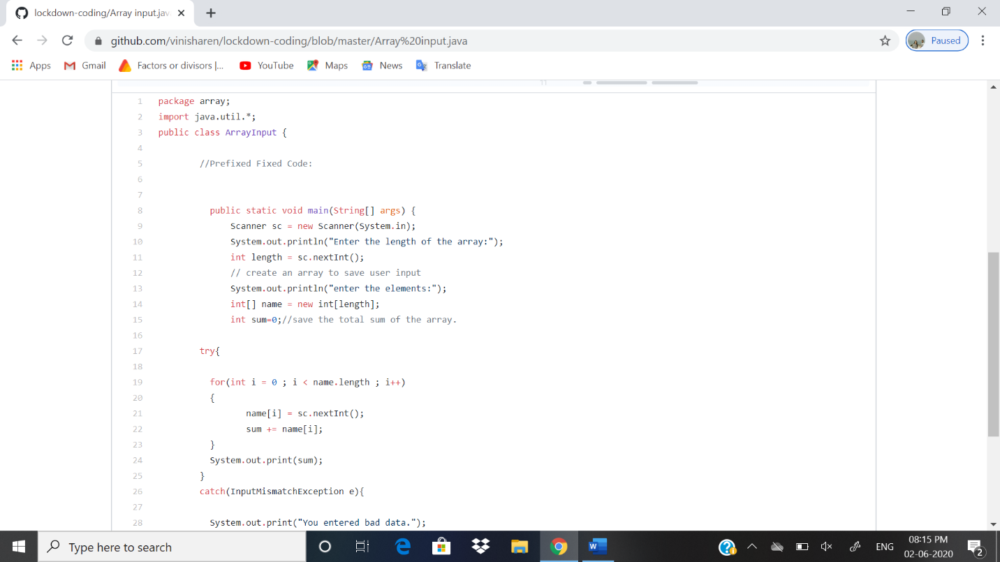 lockdown-coding/Array input.jav
github.com/vinisharen/lockdown-coding/blob/master/Array%20input.java
Paused
Apps Gmail Factors or divisors |... YouTube Maps News Translate
1 package array;
2 import java.util.*;
3 public class ArrayInput {
4
5 //Prefixed Fixed Code:
6
7
8 public static void main(String[] args) {
9 Scanner sc = new Scanner(System.in);
10 System.out.println("Enter the length of the array:");
11 int length = sc.nextInt();
12 // create an array to save user input
13 System.out.println("enter the elements:");
14 int[] name = new int[length];
15 int sum=0;//save the total sum of the array.
16
17 try{
18
19 for(int i = 0 ; i < name.length ; i++)
20 {
21 name[i] = sc.nextInt();
22 sum += name[i];
23 }
24 System.out.print(sum);
25 }
26 catch(InputMismatchException e){
27
28 System.out.print("You entered bad data.");
Type here to search
W
ENG
08:15 PM
02-06-2020
2